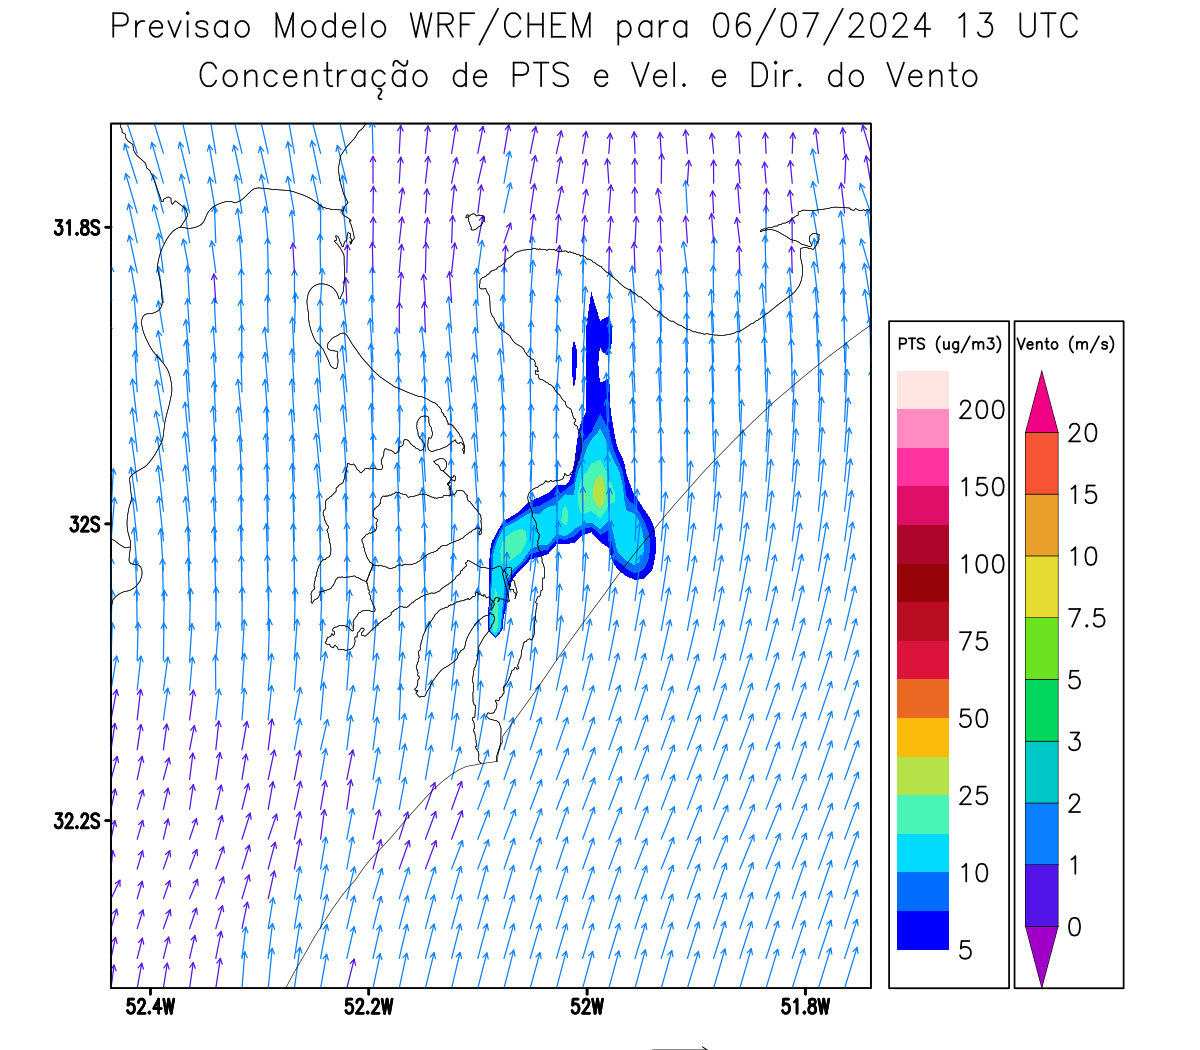 Previsao Modelo WRF/CHEM para 06/07/2024 13 UTC
Concentração de PTS e Vel. e Dir. do Vento
31.8S
32S
32.2S
52.4W
52.2W
52W
51.8W
PTS (ug/m3)
200
150
100
75
50
25
10
5
Vento (m/s)
20
15
10
7.5
5
3
2
1
0